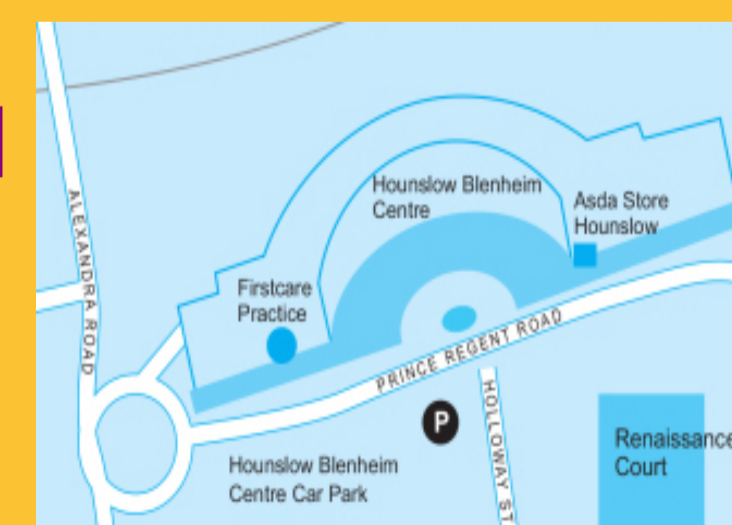 Hounslow Blenheim
Centre
Asda Store
Hounslow
ALEXANDRA ROAD
Firstcare
Practice
PRINCE REGENT ROAD
P
HOLLOWAY ST
Renaissance
Court
Hounslow Blenheim
Centre Car Park